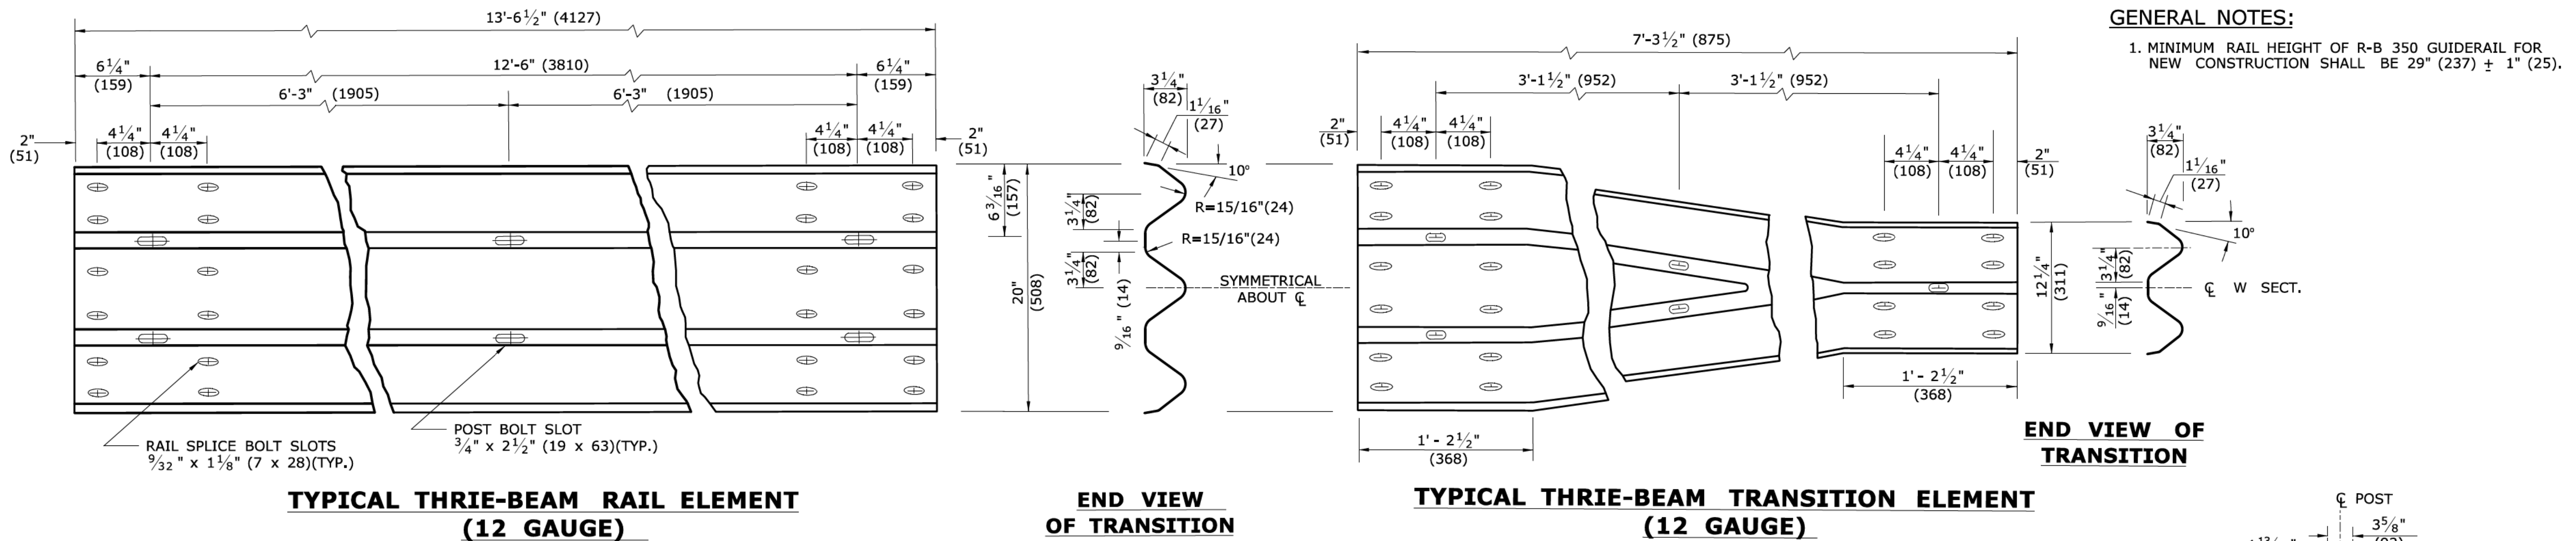 13'-6½" (4127)
6¼"
(159)
12'-6" (3810)
6¼"
(159)
6'-3" (1905)
6'-3" (1905)
2"
(51)
4¼"
(108)
4¼"
(108)
4¼"
(108)
4¼"
(108)
2"
(51)
RAIL SPLICE BOLT SLOTS
9⁄32 " x 1⅛" (7 x 28)(TYP.)
POST BOLT SLOT
¾" x 2½" (19 x 63)(TYP.)
TYPICAL THRIE-BEAM RAIL ELEMENT
(12 GAUGE)
3¼"
(82)
1 1⁄16"
(27)
10°
6 3⁄16"
(157)
20"
(508)
3¼"
(82)
3¼"
(82)
9⁄16 " (14)
R=15/16"(24)
R=15/16"(24)
SYMMETRICAL
ABOUT ℄
END VIEW
OF TRANSITION
7'-3½" (875)
3'-1½" (952)
3'-1½" (952)
2"
(51)
4¼"
(108)
4¼"
(108)
4¼"
(108)
4¼"
(108)
2"
(51)
1' - 2½"
(368)
1' - 2½"
(368)
TYPICAL THRIE-BEAM TRANSITION ELEMENT
(12 GAUGE)
GENERAL NOTES:
1. MINIMUM RAIL HEIGHT OF R-B 350 GUIDERAIL FOR
NEW CONSTRUCTION SHALL BE 29" (237) ± 1" (25).
3¼"
(82)
1 1⁄16"
(27)
10°
12¼"
(311)
3¼"
(82)
9⁄16 "
(14)
℄ W SECT.
END VIEW OF
TRANSITION
℄ POST
3⅝"